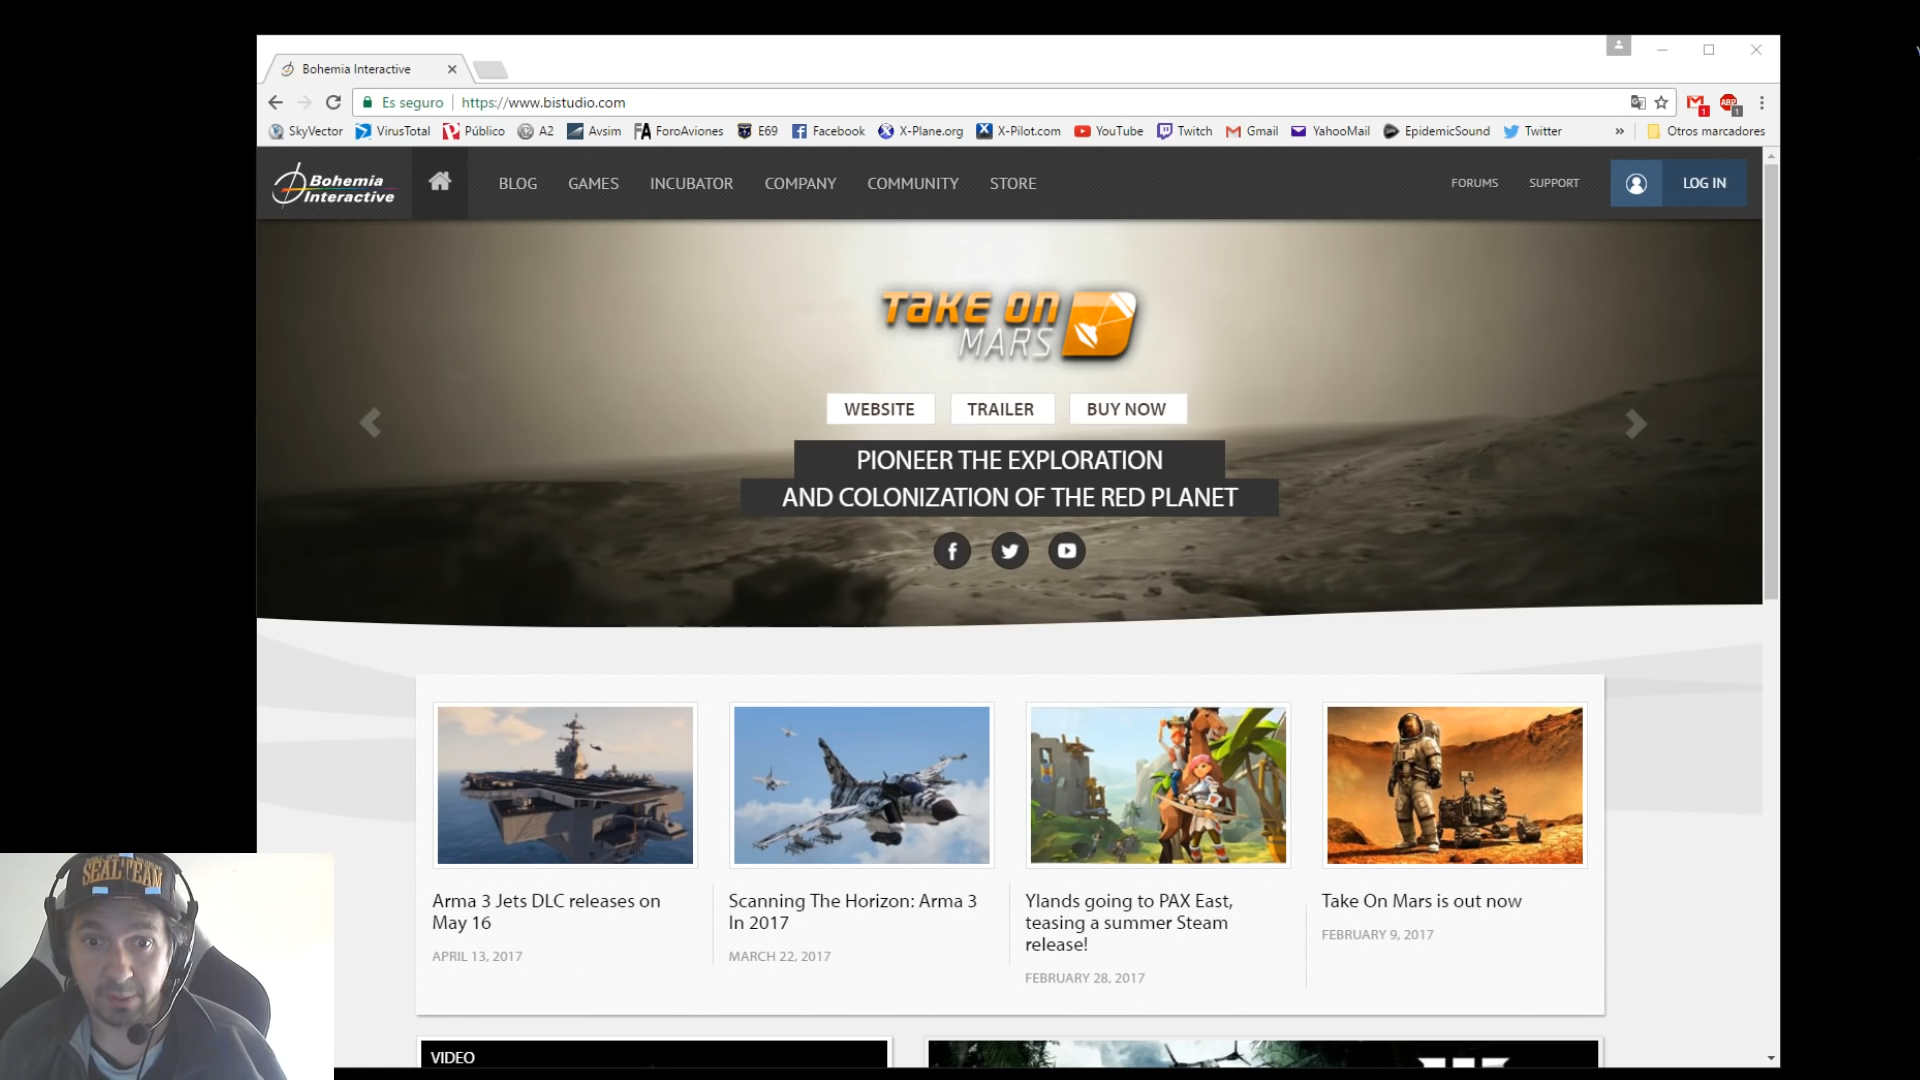 Bohemia Interactive
Es seguro https://www.bistudio.com
ABP
1
1
SkyVector VirusTotal Público A2 Avsim FA ForoAviones E69 Facebook X-Plane.org X-Pilot.com YouTube Twitch Gmail YahooMail EpidemicSound Twitter » Otros marcadores
Bohemia
Interactive
BLOG GAMES INCUBATOR COMPANY COMMUNITY STORE FORUMS SUPPORT LOG IN
TAKE ON
MARS
WEBSITE TRAILER BUY NOW
PIONEER THE EXPLORATION
AND COLONIZATION OF THE RED PLANET
Arma 3 Jets DLC releases on
May 16
APRIL 13, 2017
Scanning The Horizon: Arma 3
In 2017
MARCH 22, 2017
Ylands going to PAX East,
teasing a summer Steam
release!
FEBRUARY 28, 2017
Take On Mars is out now
FEBRUARY 9, 2017
SEAL TEAM
VIDEO